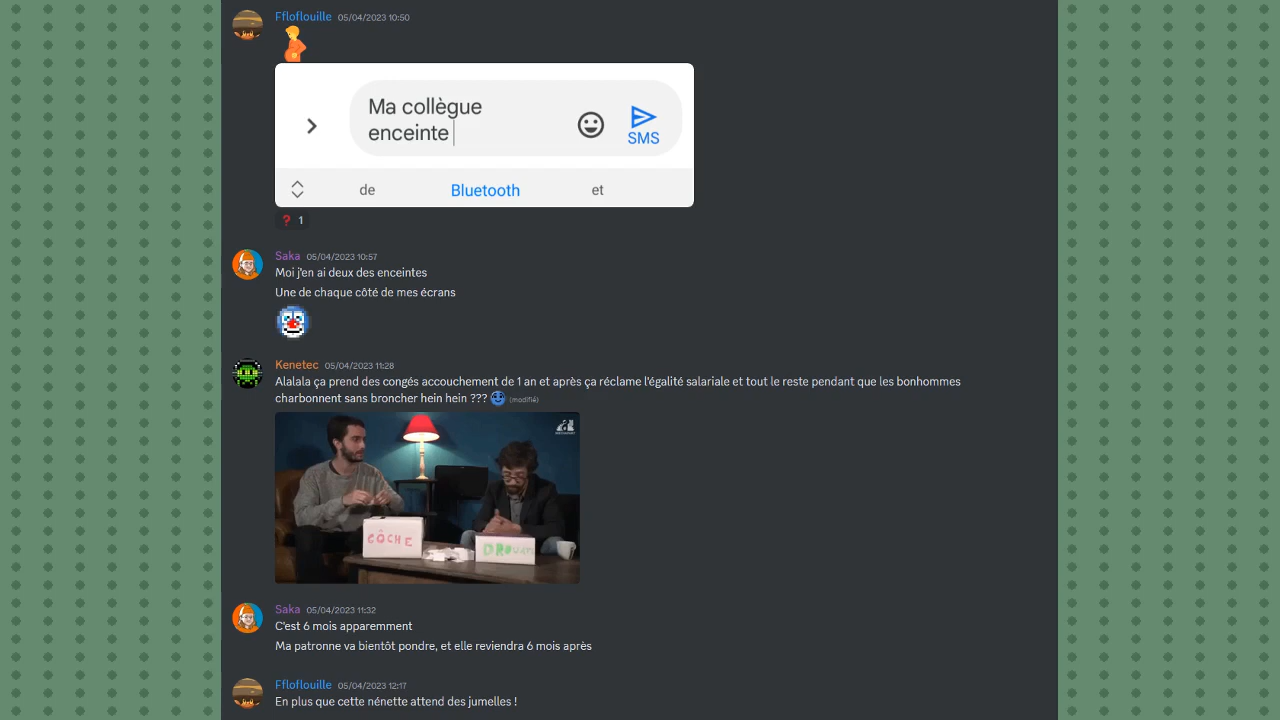 Ffloflouille 05/04/2023 10:50
Ma collègue
enceinte
SMS
de Bluetooth et
1
Saka 05/04/2023 10:57
Moi j'en ai deux des enceintes
Une de chaque côté de mes écrans
Kenetec 05/04/2023 11:28
Alalala ça prend des congés accouchement de 1 an et après ça réclame l'égalité salariale et tout le reste pendant que les bonhommes
charbonnent sans broncher hein hein ??? (modifié)
GÔCHE
Saka 05/04/2023 11:32
C'est 6 mois apparemment
Ma patronne va bientôt pondre, et elle reviendra 6 mois après
Ffloflouille 05/04/2023 12:17
En plus que cette nénette attend des jumelles !